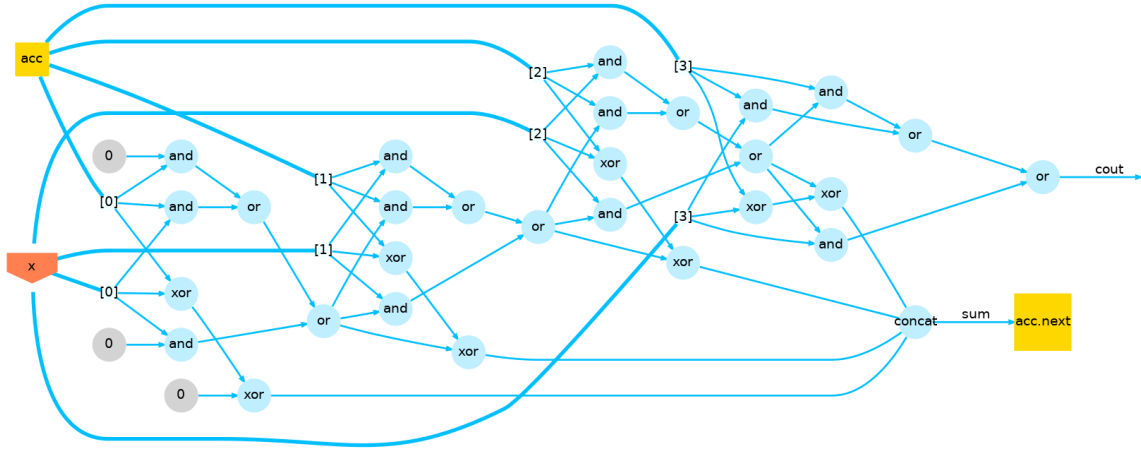 acc
x
0
[0]
[0]
0
and
and
xor
and
0
or
xor
[1]
[1]
or
and
and
xor
and
or
xor
[2]
[2]
or
and
and
xor
and
[3]
or
[3]
xor
and
or
xor
and
xor
and
or
concat
sum
or
acc.next
cout